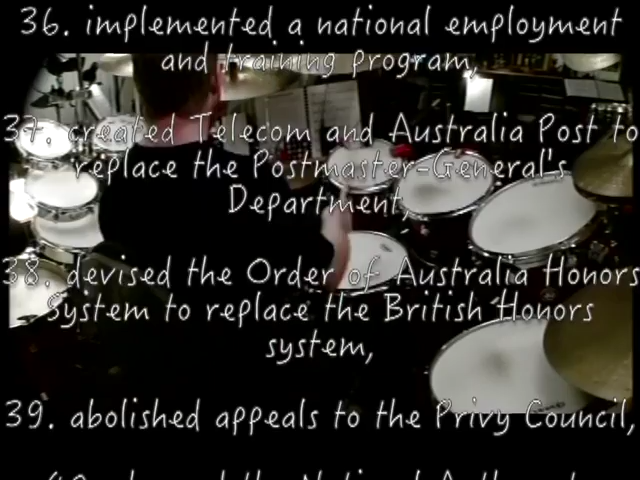 36. implemented a national employment
and training program,
37. created Telecom and Australia Post to
replace the Postmaster-General's
Department,
38. devised the Order of Australia Honors
System to replace the British Honors
system,
39. abolished appeals to the Privy Council,